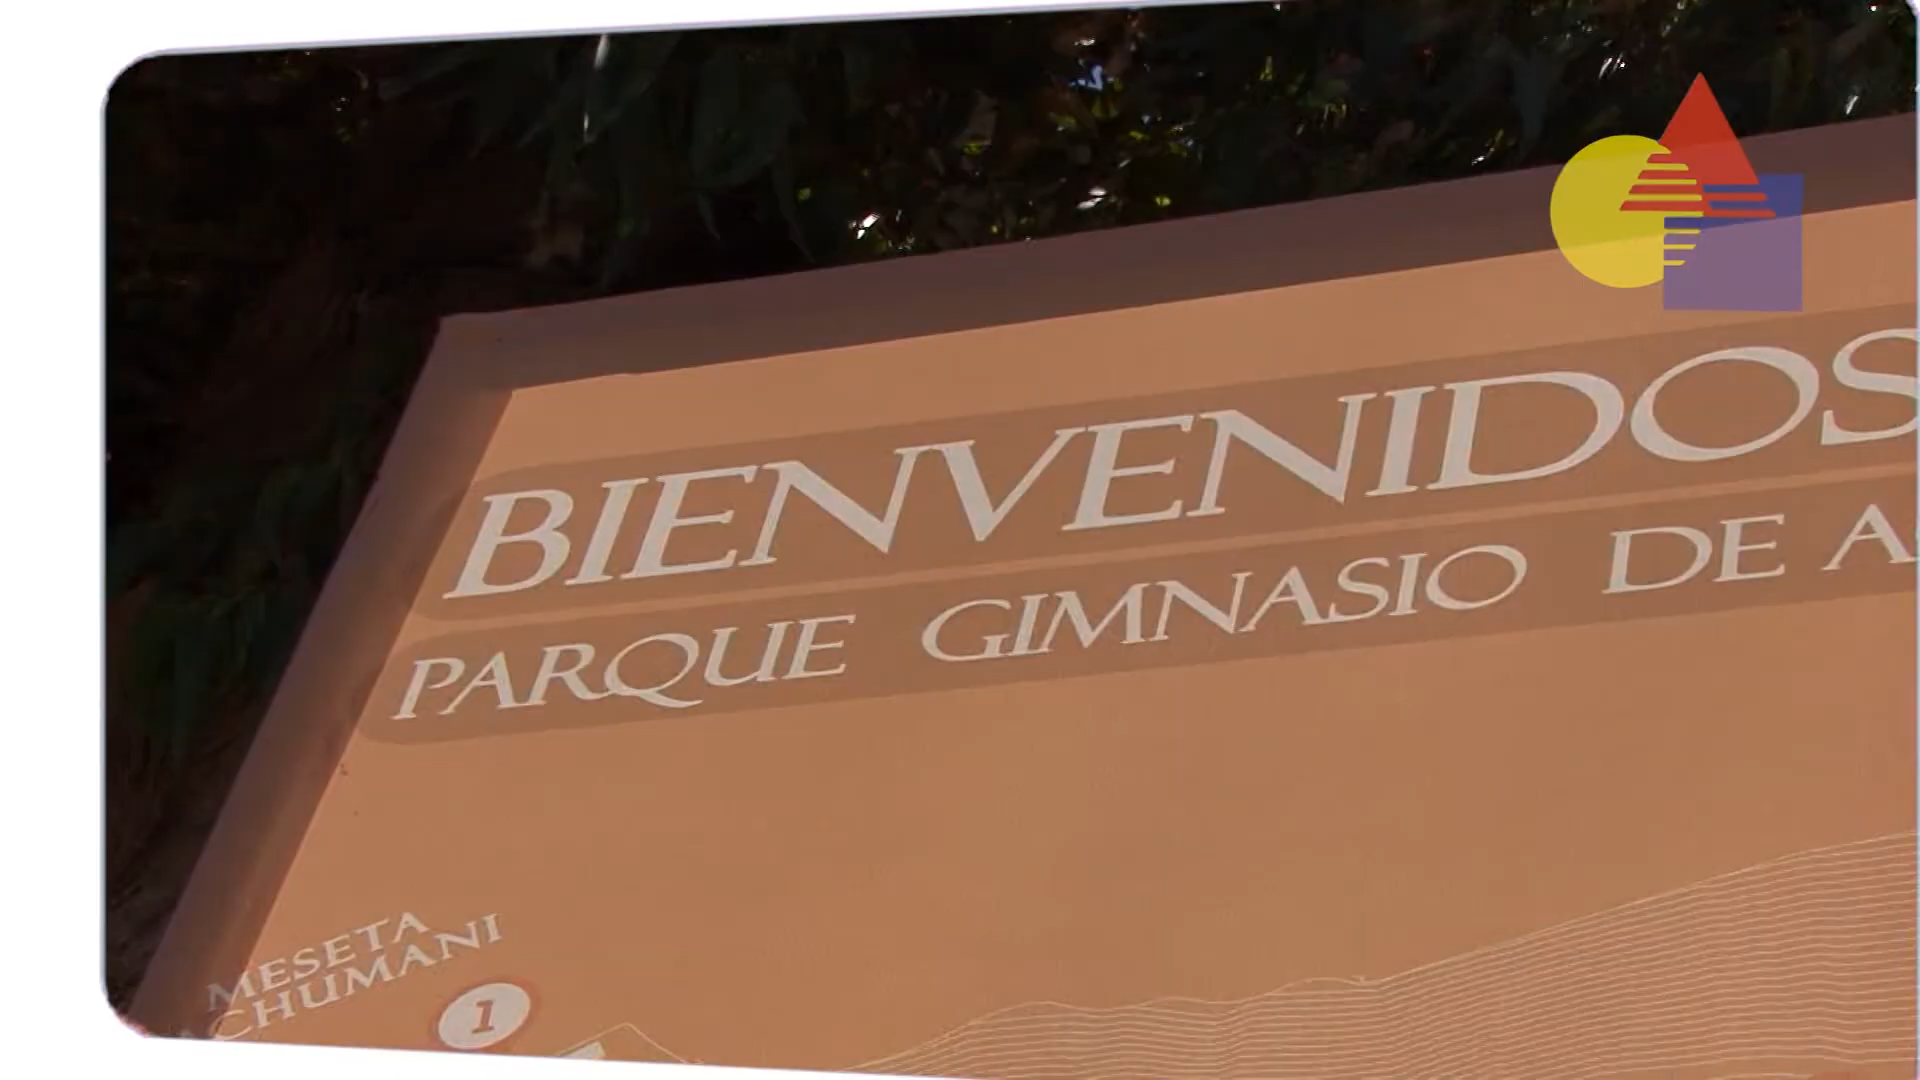 BIENVENIDOS
PARQUE GIMNASIO DE
MESETA
CHUMANI
1